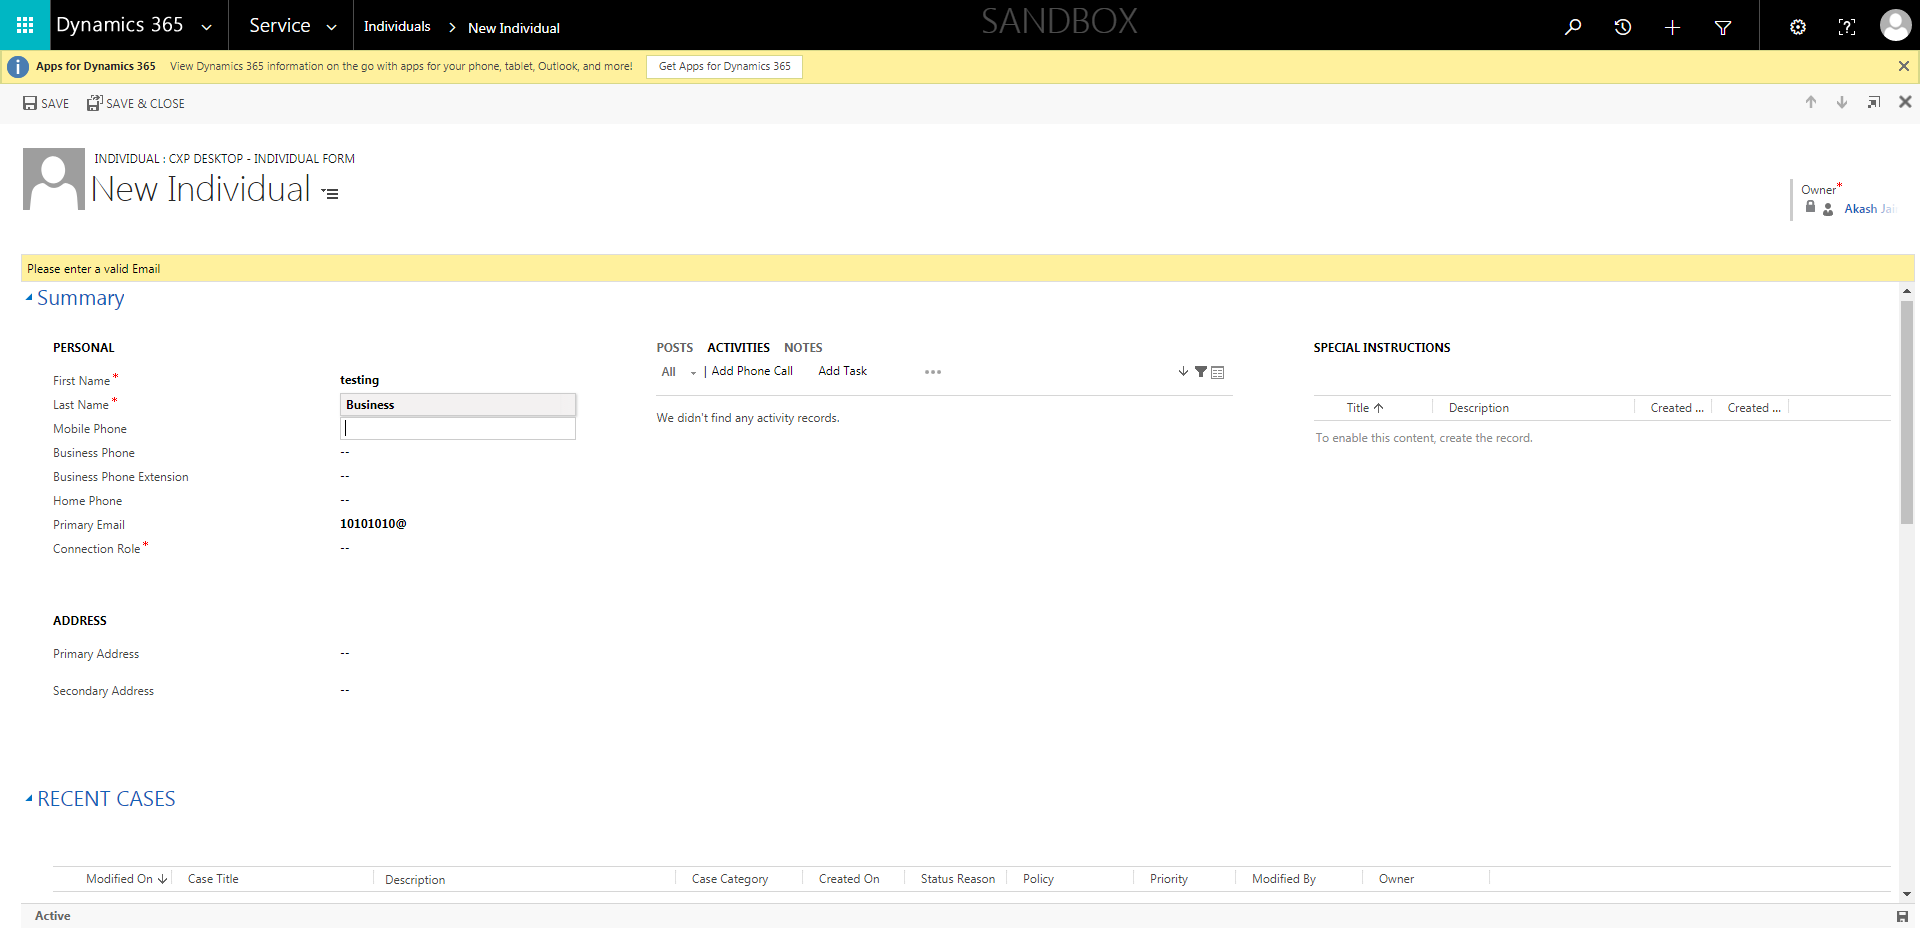 Dynamics 365 Service Individuals > New Individual SANDBOX
Apps for Dynamics 365 View Dynamics 365 information on the go with apps for your phone, tablet, Outlook, and more! Get Apps for Dynamics 365
SAVE SAVE & CLOSE
INDIVIDUAL : CXP DESKTOP - INDIVIDUAL FORM
New Individual
Owner*
Akash Jai
Please enter a valid Email
Summary
PERSONAL
First Name* testing
Last Name* Business
Mobile Phone
Business Phone --
Business Phone Extension --
Home Phone --
Primary Email 10101010@
Connection Role* --
ADDRESS
Primary Address --
Secondary Address --
POSTS ACTIVITIES NOTES
All | Add Phone Call Add Task •••
We didn't find any activity records.
SPECIAL INSTRUCTIONS
Title ↑ Description Created ... Created ...
To enable this content, create the record.
RECENT CASES
Modified On ↓ Case Title Description Case Category Created On Status Reason Policy Priority Modified By Owner
Active